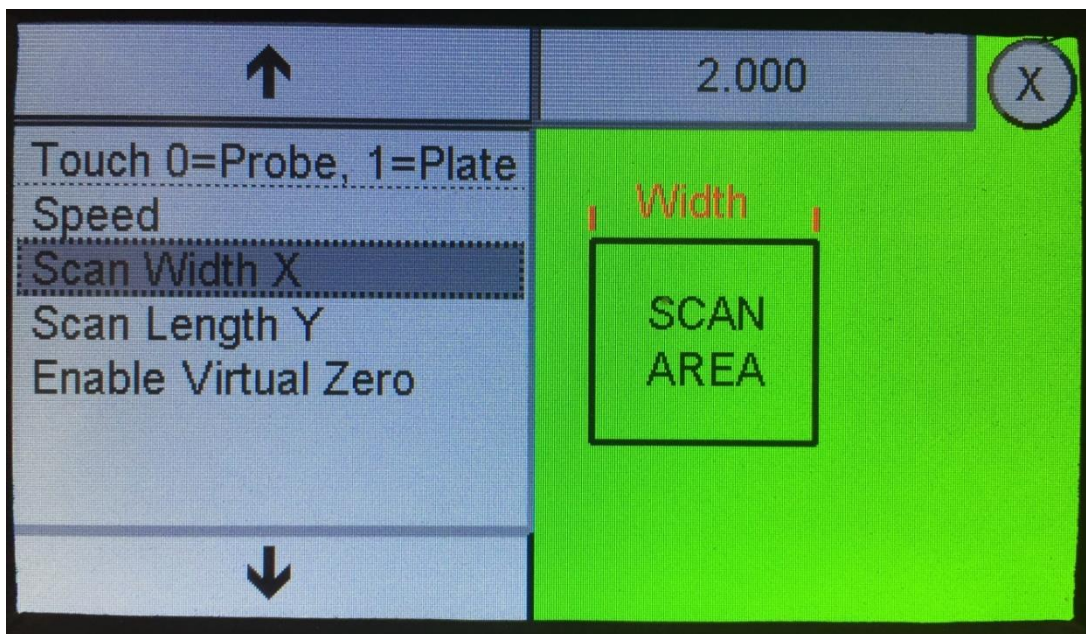 2.000
X
Touch 0=Probe, 1=Plate
Speed
Scan Width X
Scan Length Y
Enable Virtual Zero
Width
SCAN
AREA